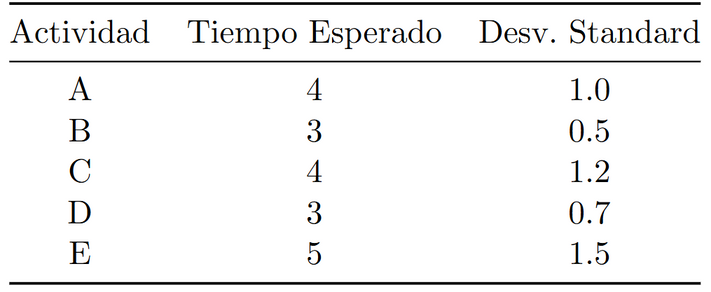 Actividad Tiempo Esperado Desv. Standard
A 4 1.0
B 3 0.5
C 4 1.2
D 3 0.7
E 5 1.5